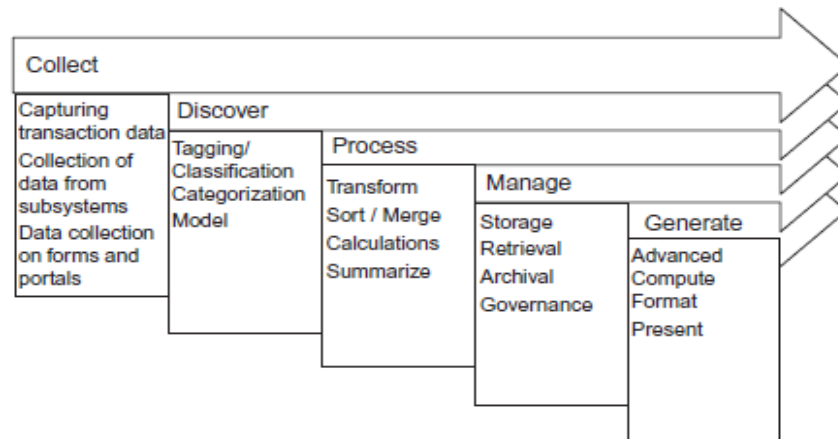 Collect
Capturing
transaction data
Collection of
data from
subsystems
Data collection
on forms and
portals
Discover
Tagging/
Classification
Categorization
Model
Process
Transform
Sort / Merge
Calculations
Summarize
Manage
Storage
Retrieval
Archival
Governance
Generate
Advanced
Compute
Format
Present